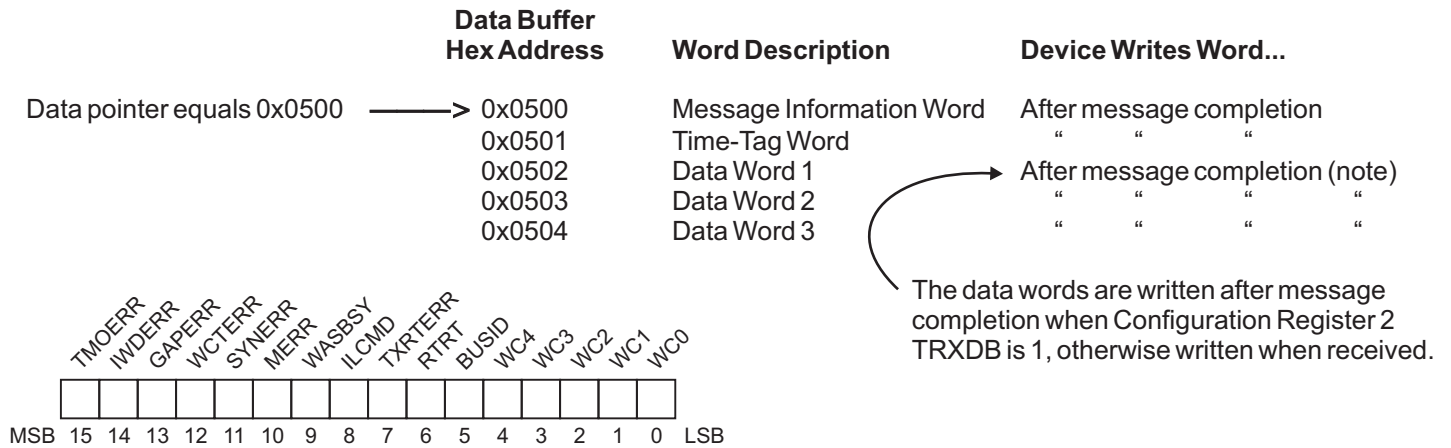 Data Buffer
Hex Address Word Description Device Writes Word...
Data pointer equals 0x0500 > 0x0500 Message Information Word After message completion
0x0501 Time-Tag Word “ “ “
0x0502 Data Word 1 After message completion (note)
0x0503 Data Word 2 “ “ “ “
0x0504 Data Word 3 “ “ “ “
The data words are written after message
completion when Configuration Register 2
TRXDB is 1, otherwise written when received.
TMOERR IWDERR GAPERR WCTERR SYNERR MERR WASBSY ILCMD TXRTERR RTRT BUSID WC4 WC3 WC2 WC1 WC0
MSB 15 14 13 12 11 10 9 8 7 6 5 4 3 2 1 0 LSB